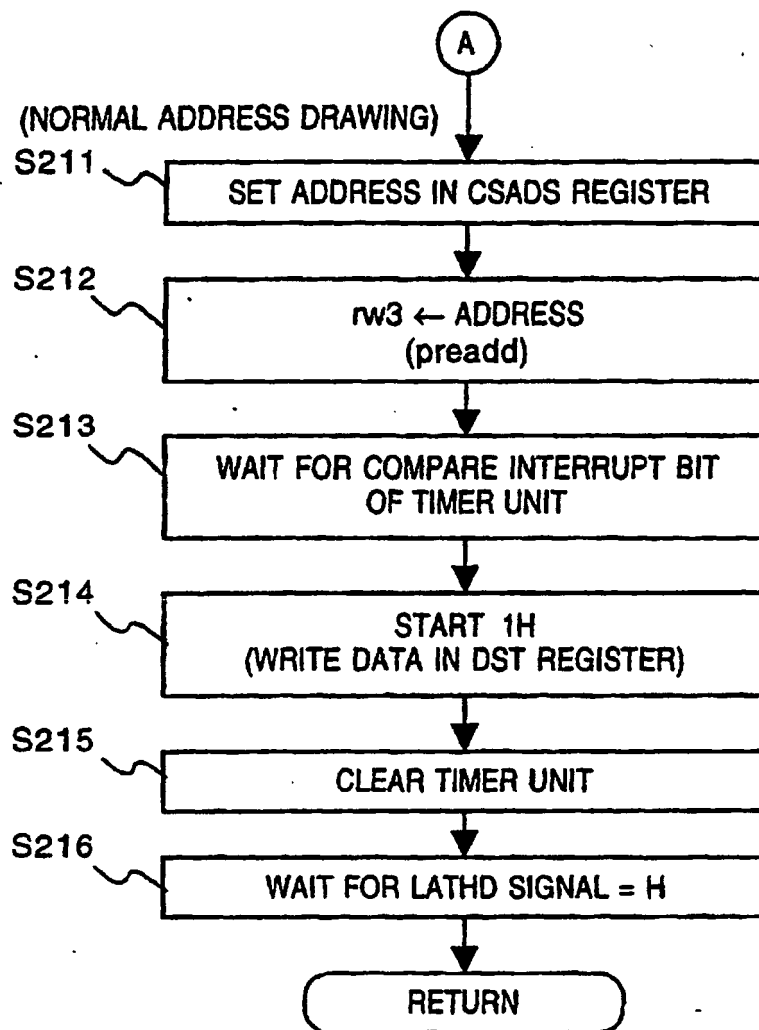 A
(NORMAL ADDRESS DRAWING)
S211
SET ADDRESS IN CSADS REGISTER
S212
rw3 ← ADDRESS
(preadd)
S213
WAIT FOR COMPARE INTERRUPT BIT
OF TIMER UNIT
S214
START 1H
(WRITE DATA IN DST REGISTER)
S215
CLEAR TIMER UNIT
S216
WAIT FOR LATHD SIGNAL = H
RETURN